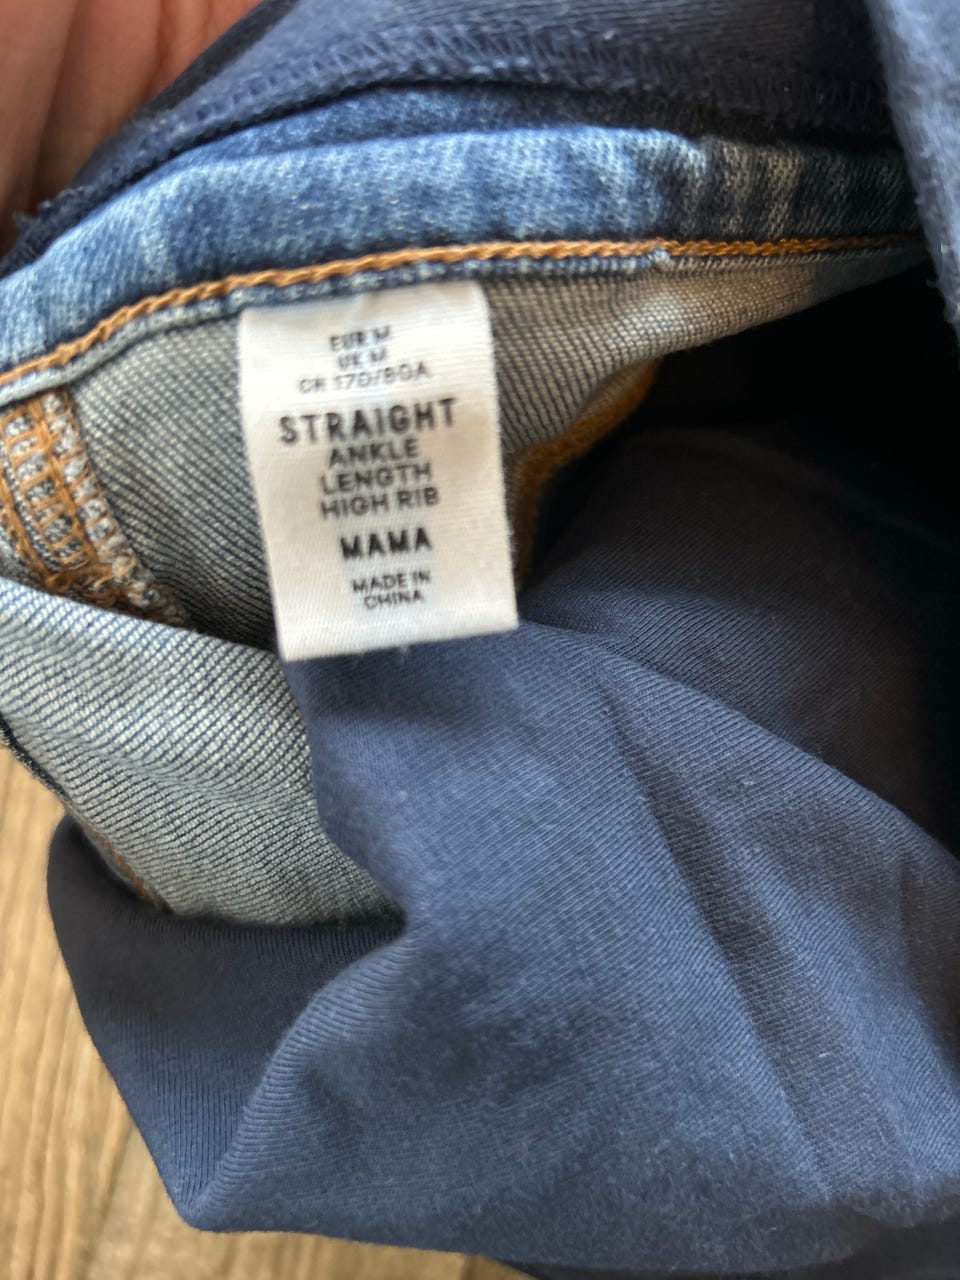 EUR M
UK M
CN 170/80A
STRAIGHT
ANKLE
LENGTH
HIGH RIB
MAMA
MADE IN
CHINA